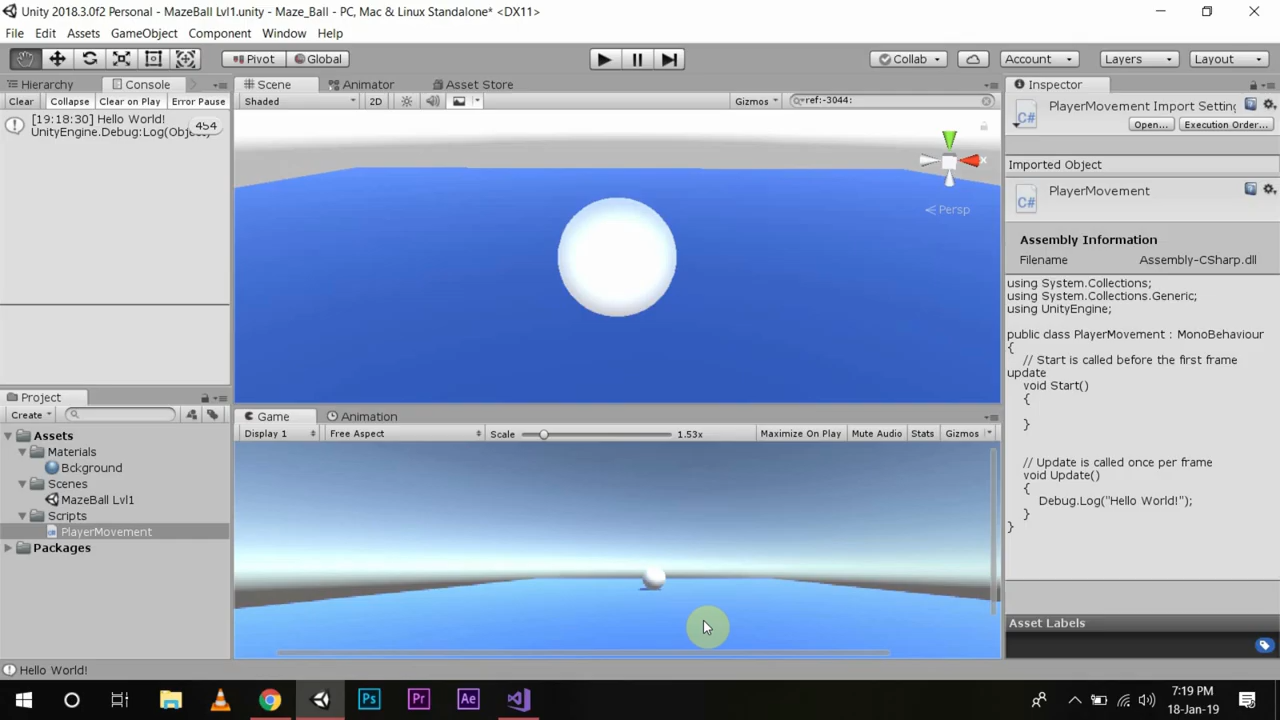 Unity 2018.3.0f2 Personal - MazeBall Lvl1.unity - Maze_Ball - PC, Mac & Linux Standalone* <DX11>
File Edit Assets GameObject Component Window Help
Pivot Global Collab Account Layers Layout
Hierarchy Console Scene Animator Asset Store Inspector
Clear Collapse Clear on Play Error Pause Shaded 2D Gizmos ref:-3044:
[19:18:30] Hello World!
UnityEngine.Debug:Log(Object)
454
PlayerMovement Import Setting
Open... Execution Order...
Imported Object
PlayerMovement
C#
C#
Persp
Assembly Information
Filename Assembly-CSharp.dll
using System.Collections;
using System.Collections.Generic;
using UnityEngine;
public class PlayerMovement : MonoBehaviour
{
// Start is called before the first frame
update
void Start()
{
}
// Update is called once per frame
void Update()
{
Debug.Log("Hello World!");
}
}
Asset Labels
Project
Create
Assets
Materials
Bckground
Scenes
MazeBall Lvl1
Scripts
PlayerMovement
Packages
Game Animation
Display 1 Free Aspect Scale 1.53x Maximize On Play Mute Audio Stats Gizmos
Hello World!
Ps Pr Ae
7:19 PM
18-Jan-19